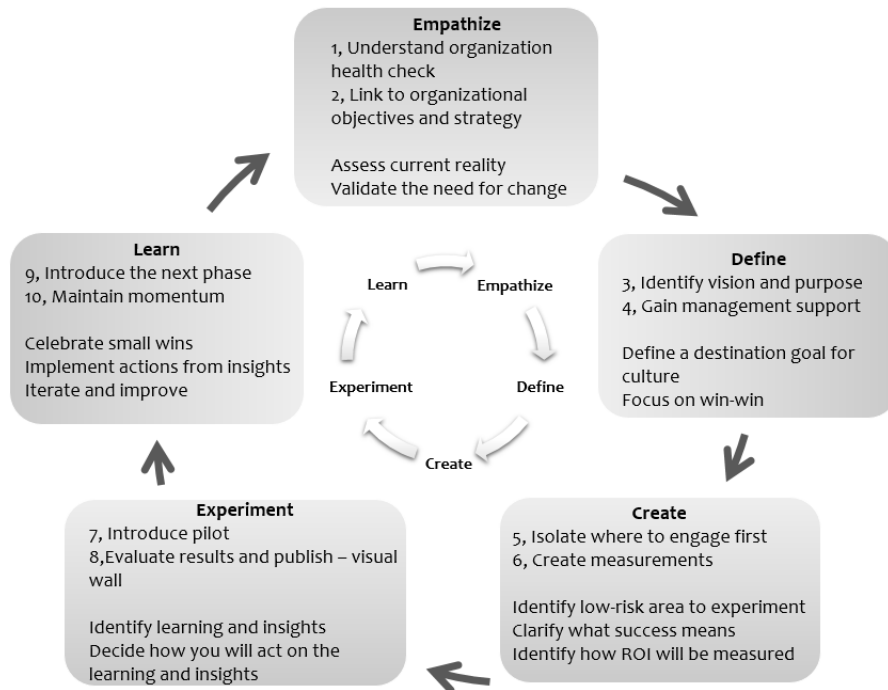 Empathize
1, Understand organization
health check
2, Link to organizational
objectives and strategy
Assess current reality
Validate the need for change
Define
3, Identify vision and purpose
4, Gain management support
Define a destination goal for
culture
Focus on win-win
Create
5, Isolate where to engage first
6, Create measurements
Identify low-risk area to experiment
Clarify what success means
Identify how ROI will be measured
Experiment
7, Introduce pilot
8,Evaluate results and publish – visual
wall
Identify learning and insights
Decide how you will act on the
learning and insights
Learn
9, Introduce the next phase
10, Maintain momentum
Celebrate small wins
Implement actions from insights
Iterate and improve
Empathize
Define
Create
Experiment
Learn